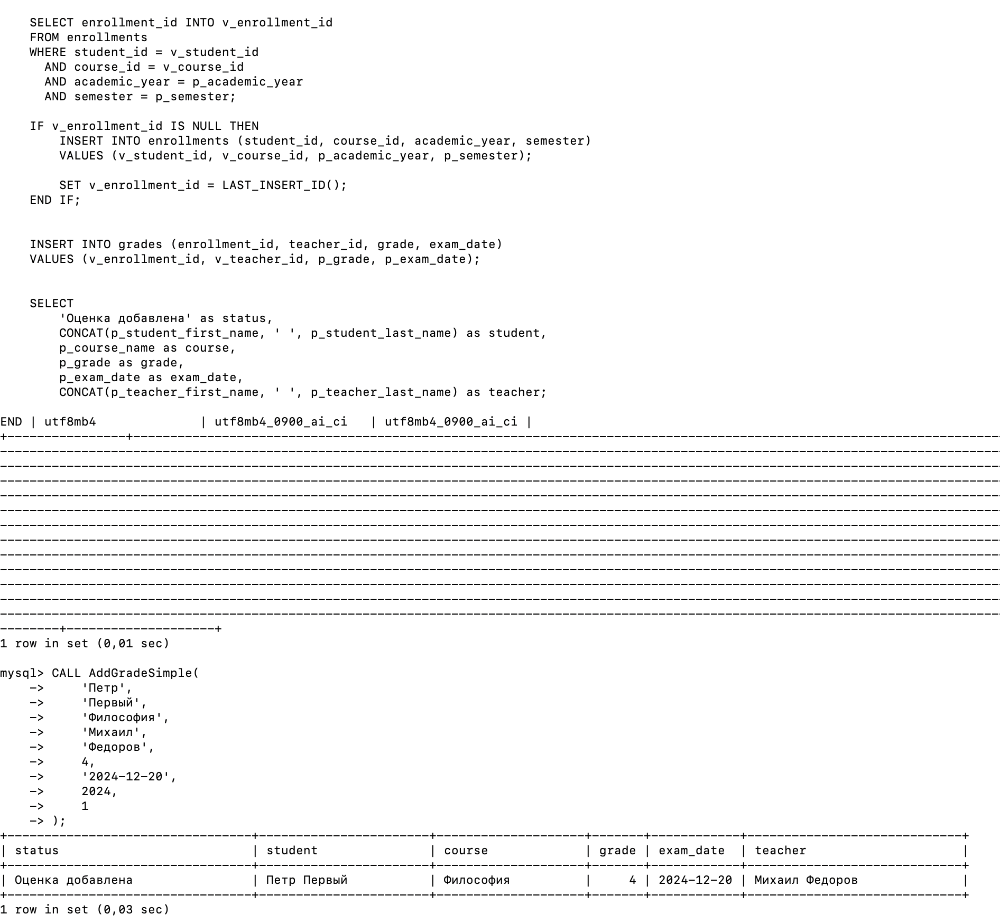 SELECT enrollment_id INTO v_enrollment_id
    FROM enrollments
    WHERE student_id = v_student_id
      AND course_id = v_course_id
      AND academic_year = p_academic_year
      AND semester = p_semester;

    IF v_enrollment_id IS NULL THEN
        INSERT INTO enrollments (student_id, course_id, academic_year, semester)
        VALUES (v_student_id, v_course_id, p_academic_year, p_semester);

        SET v_enrollment_id = LAST_INSERT_ID();
    END IF;


    INSERT INTO grades (enrollment_id, teacher_id, grade, exam_date)
    VALUES (v_enrollment_id, v_teacher_id, p_grade, p_exam_date);


    SELECT
        'Оценка добавлена' as status,
        CONCAT(p_student_first_name, ' ', p_student_last_name) as student,
        p_course_name as course,
        p_grade as grade,
        p_exam_date as exam_date,
        CONCAT(p_teacher_first_name, ' ', p_teacher_last_name) as teacher;

END | utf8mb4              | utf8mb4_0900_ai_ci   | utf8mb4_0900_ai_ci |
1 row in set (0,01 sec)

mysql> CALL AddGradeSimple(
    ->     'Петр',
    ->     'Первый',
    ->     'Философия',
    ->     'Михаил',
    ->     'Федоров',
    ->     4,
    ->     '2024-12-20',
    ->     2024,
    ->     1
    -> );
| status                          | student               | course             | grade | exam_date  | teacher                     |
| Оценка добавлена                | Петр Первый           | Философия          |     4 | 2024-12-20 | Михаил Федоров              |
1 row in set (0,03 sec)